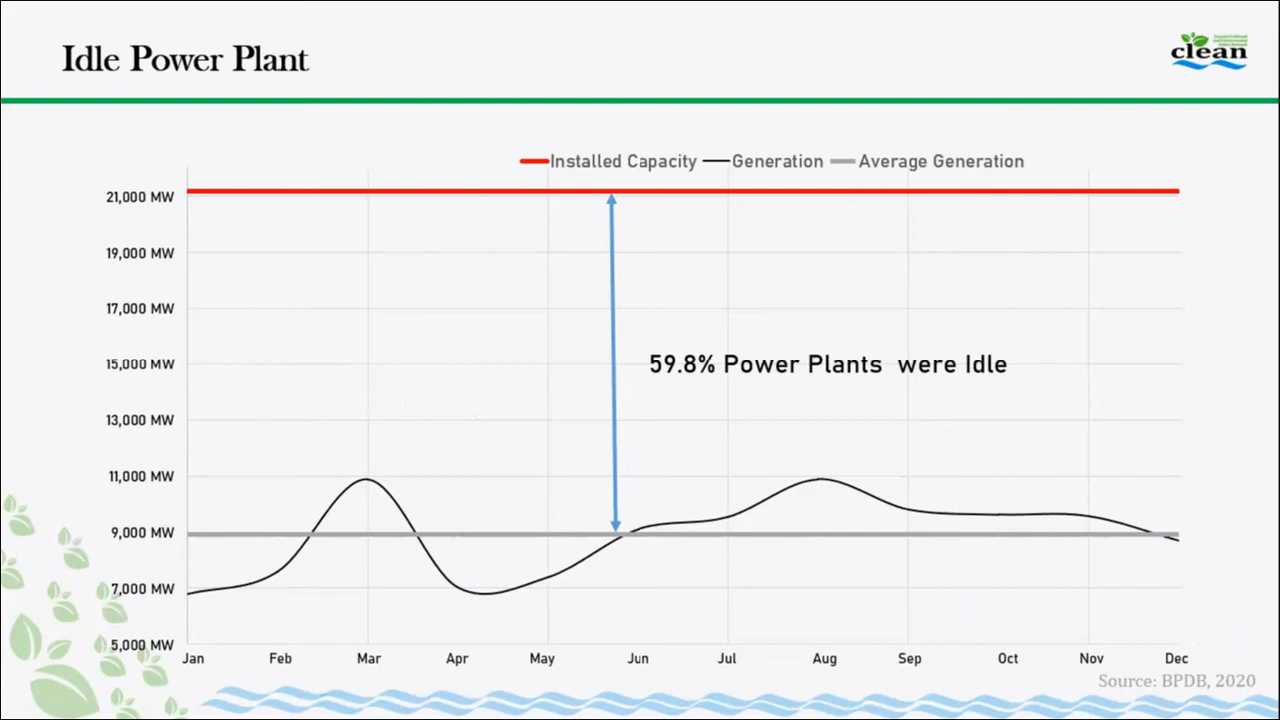 Idle Power Plant
clean
Installed Capacity Generation Average Generation
21,000 MW
19,000 MW
17,000 MW
15,000 MW
59.8% Power Plants were Idle
13,000 MW
11,000 MW
9,000 MW
7,000 MW
5,000 MW
Jan Feb Mar Apr May Jun Jul Aug Sep Oct Nov Dec
Source: BPDB, 2020